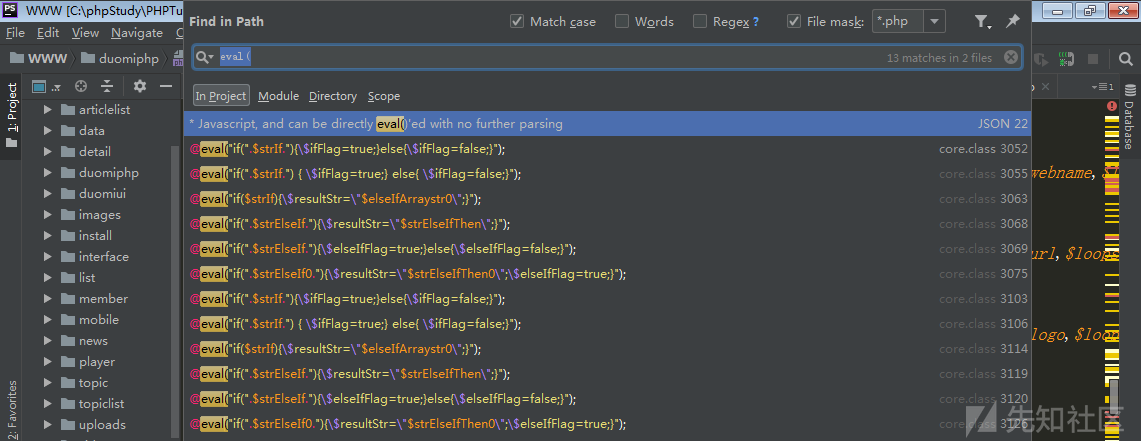 PS WWW [C:\phpStudy\PHPTu
File Edit View Navigate C
WWW duomiphp
1: Project
articlelist
data
detail
duomiphp
duomiui
images
install
interface
list
member
mobile
news
player
topic
topiclist
uploads
2: Favorites
Find in Path
Match case Words Regex ? File mask: *.php
eval( 13 matches in 2 files
In Project Module Directory Scope
* Javascript, and can be directly eval()'ed with no further parsing JSON 22
@eval("if(".$strIf."){\$ifFlag=true;}else{\$ifFlag=false;}"); core.class 3052
@eval("if(".$strIf.") { \$ifFlag=true;} else{ \$ifFlag=false;}"); core.class 3055
@eval("if($strIf){\$resultStr=\"$elseIfArraystr0\";}"); core.class 3063
@eval("if(".$strElseIf."){\$resultStr=\"$strElseIfThen\";}"); core.class 3068
@eval("if(".$strElseIf."){\$elseIfFlag=true;}else{\$elseIfFlag=false;}"); core.class 3069
@eval("if(".$strElseIf0."){\$resultStr=\"$strElseIfThen0\";\$elseIfFlag=true;}"); core.class 3075
@eval("if(".$strIf."){\$ifFlag=true;}else{\$ifFlag=false;}"); core.class 3103
@eval("if(".$strIf.") { \$ifFlag=true;} else{ \$ifFlag=false;}"); core.class 3106
@eval("if($strIf){\$resultStr=\"$elseIfArraystr0\";}"); core.class 3114
@eval("if(".$strElseIf."){\$resultStr=\"$strElseIfThen\";}"); core.class 3119
@eval("if(".$strElseIf."){\$elseIfFlag=true;}else{\$elseIfFlag=false;}"); core.class 3120
@eval("if(".$strElseIf0."){\$resultStr=\"$strElseIfThen0\";\$elseIfFlag=true;}"); core.class 3126
1
webname,
url, $loops
logo, $loop
Database
先知社区